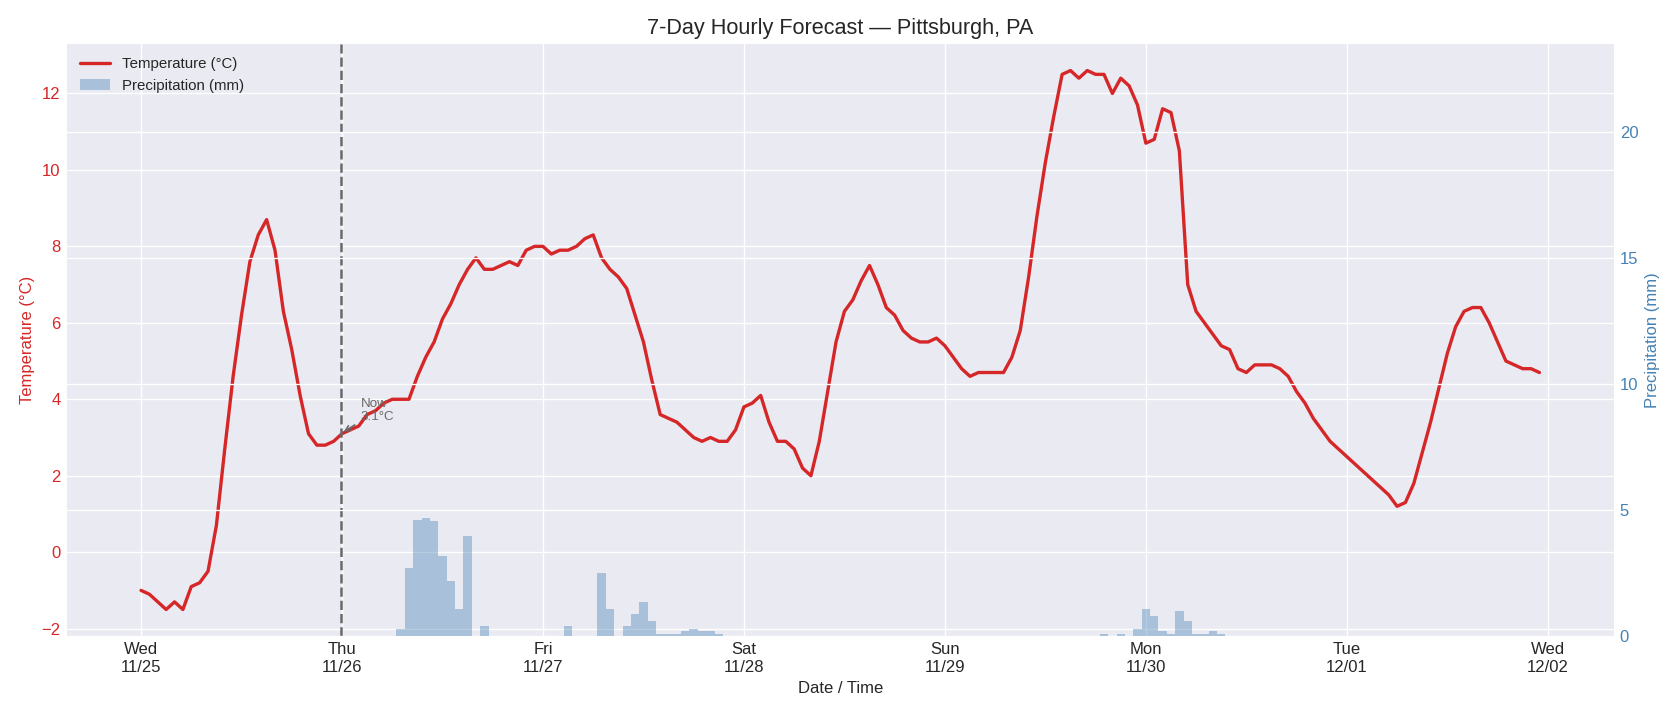 7-Day Hourly Forecast — Pittsburgh, PA
Temperature (°C)
Precipitation (mm)
12
10
8
6
4
2
0
−2
Temperature (°C)
20
15
10
5
0
Precipitation (mm)
Now
3.1°C
Wed
11/25
Thu
11/26
Fri
11/27
Sat
11/28
Sun
11/29
Mon
11/30
Tue
12/01
Wed
12/02
Date / Time